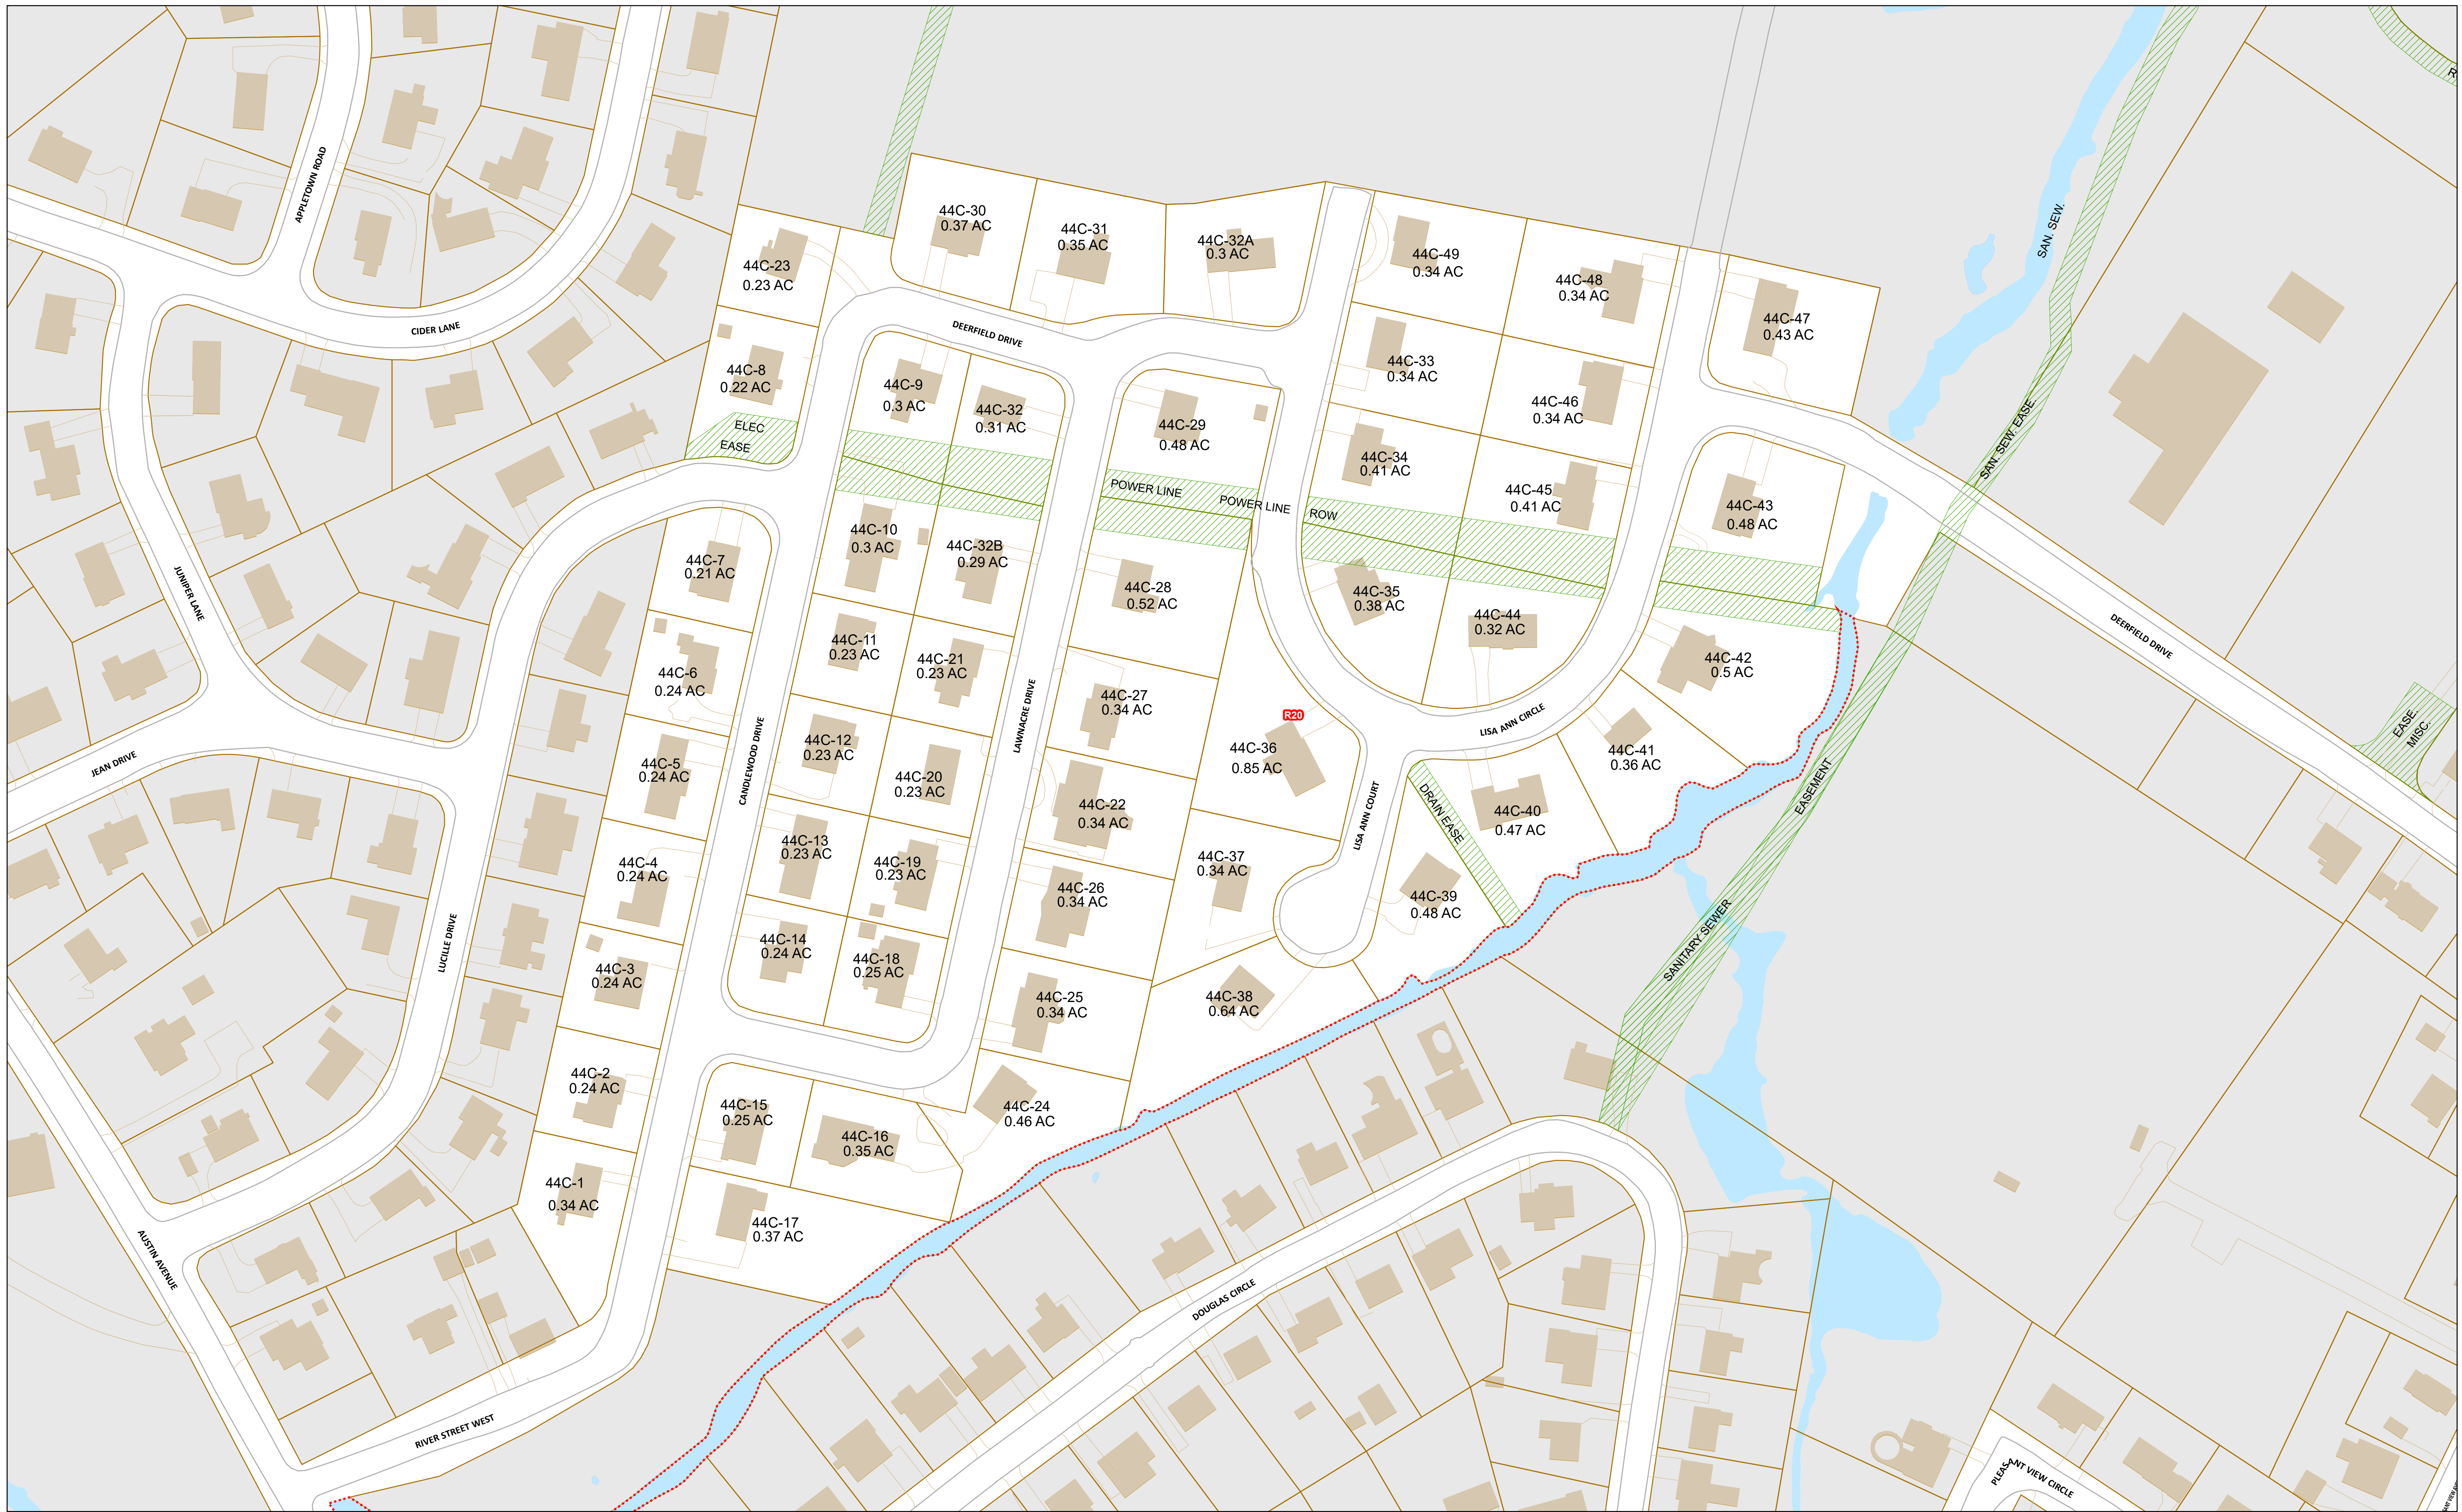 APPLETOWN ROAD
CIDER LANE
JUNIPER LANE
JEAN DRIVE
LUCILLE DRIVE
AUSTIN AVENUE
RIVER STREET WEST
CANDLEWOOD DRIVE
LAWNACRE DRIVE
DEERFIELD DRIVE
LISA ANN CIRCLE
LISA ANN COURT
DOUGLAS CIRCLE
DEERFIELD DRIVE
PLEASANT VIEW CIRCLE
SAN. SEW.
SAN. SEW. EASE.
EASEMENT
SANITARY SEWER
EASE.
MISC.
R
44C-30
0.37 AC
44C-31
0.35 AC
44C-32A
0.3 AC
44C-49
0.34 AC
44C-48
0.34 AC
44C-47
0.43 AC
44C-23
0.23 AC
44C-8
0.22 AC
ELEC
EASE
44C-9
0.3 AC
44C-32
0.31 AC
44C-29
0.48 AC
44C-33
0.34 AC
44C-46
0.34 AC
44C-34
0.41 AC
44C-45
0.41 AC
44C-43
0.48 AC
POWER LINE
POWER LINE
ROW
44C-7
0.21 AC
44C-10
0.3 AC
44C-32B
0.29 AC
44C-28
0.52 AC
44C-35
0.38 AC
44C-44
0.32 AC
44C-42
0.5 AC
44C-6
0.24 AC
44C-11
0.23 AC
44C-21
0.23 AC
44C-27
0.34 AC
R20
44C-36
0.85 AC
44C-41
0.36 AC
44C-5
0.24 AC
44C-12
0.23 AC
44C-20
0.23 AC
44C-22
0.34 AC
DRAIN EASE
44C-40
0.47 AC
44C-4
0.24 AC
44C-13
0.23 AC
44C-19
0.23 AC
44C-26
0.34 AC
44C-37
0.34 AC
44C-39
0.48 AC
44C-3
0.24 AC
44C-14
0.24 AC
44C-18
0.25 AC
44C-25
0.34 AC
44C-38
0.64 AC
44C-2
0.24 AC
44C-15
0.25 AC
44C-16
0.35 AC
44C-24
0.46 AC
44C-1
0.34 AC
44C-17
0.37 AC